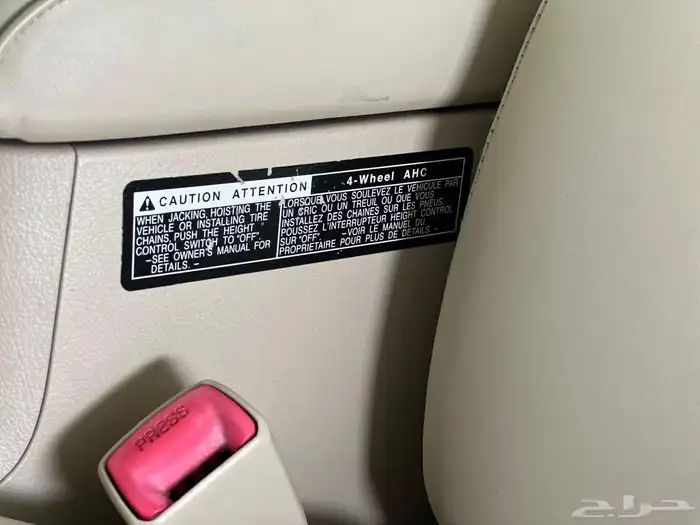 CAUTION ATTENTION
4-Wheel AHC
WHEN JACKING, HOISTING THE
VEHICLE OR INSTALLING TIRE
CHAINS, PUSH THE HEIGHT
CONTROL SWITCH TO "OFF".
-SEE OWNER'S MANUAL FOR
DETAILS. -
LORSQUE VOUS SOULEVEZ LE VEHICULE PAR
UN CRIC OU UN TREUIL OU QUE VOUS
INSTALLEZ DES CHAINES SUR LES PNEUS,
POUSSEZ L'INTERRUPTEUR HEIGHT CONTROL
SUR "OFF". -VOIR LE MANUEL DU
PROPRIETAIRE POUR PLUS DE DETAILS. -
PRESS
حراج